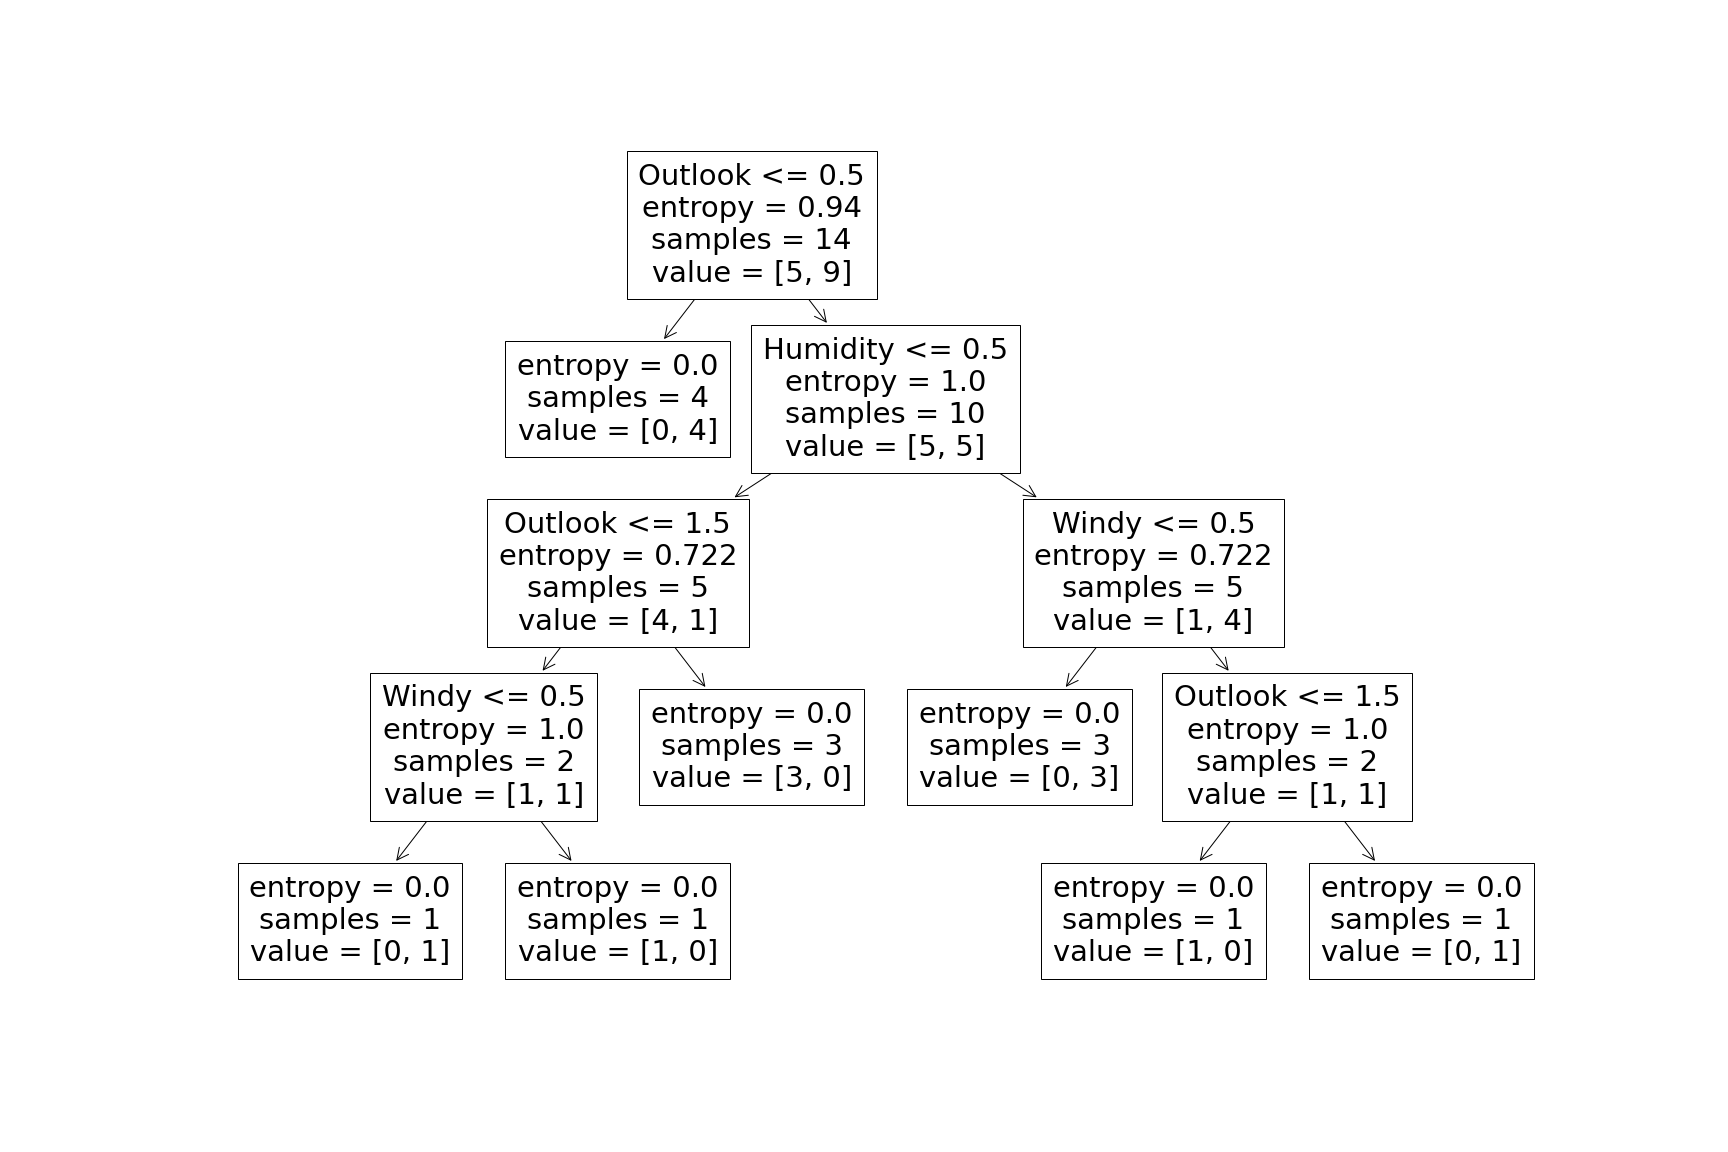 Outlook <= 0.5
entropy = 0.94
samples = 14
value = [5, 9]
entropy = 0.0
samples = 4
value = [0, 4]
Humidity <= 0.5
entropy = 1.0
samples = 10
value = [5, 5]
Outlook <= 1.5
entropy = 0.722
samples = 5
value = [4, 1]
Windy <= 0.5
entropy = 0.722
samples = 5
value = [1, 4]
Windy <= 0.5
entropy = 1.0
samples = 2
value = [1, 1]
entropy = 0.0
samples = 3
value = [3, 0]
entropy = 0.0
samples = 3
value = [0, 3]
Outlook <= 1.5
entropy = 1.0
samples = 2
value = [1, 1]
entropy = 0.0
samples = 1
value = [0, 1]
entropy = 0.0
samples = 1
value = [1, 0]
entropy = 0.0
samples = 1
value = [1, 0]
entropy = 0.0
samples = 1
value = [0, 1]